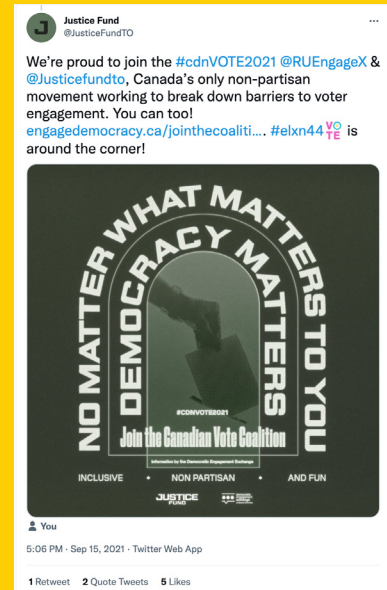 J
Justice Fund
@JusticeFundTO
...
We're proud to join the #cdnVOTE2021 @RUEngageX &
@Justicefundto, Canada's only non-partisan
movement working to break down barriers to voter
engagement. You can too!
engagedemocracy.ca/jointhecoaliti.... #elxn44 VOTE is
around the corner!
NO MATTER WHAT MATTERS TO YOU
DEMOCRACY MATTERS
#CDNVOTE2021
Join the Canadian Vote Coalition
Information by the Democratic Engagement Exchange
INCLUSIVE • NON PARTISAN • AND FUN
JUSTICE
FUND
You
5:06 PM · Sep 15, 2021 · Twitter Web App
1 Retweet 2 Quote Tweets 5 Likes